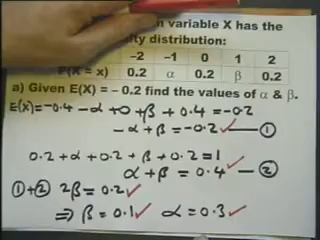 variable X has the
ty distribution:
-2 -1 0 1 2
P(X = x) 0.2 α 0.2 β 0.2
a) Given E(X) = - 0.2 find the values of α & β.
E(X)=-0.4 -α+0+β+0.4=-0.2
-α+β=-0.2✓—①
0.2+α+0.2+β+0.2=1
α+β=0.4✓—②
①+② 2β=0.2✓
⇒ β=0.1✓ α=0.3✓